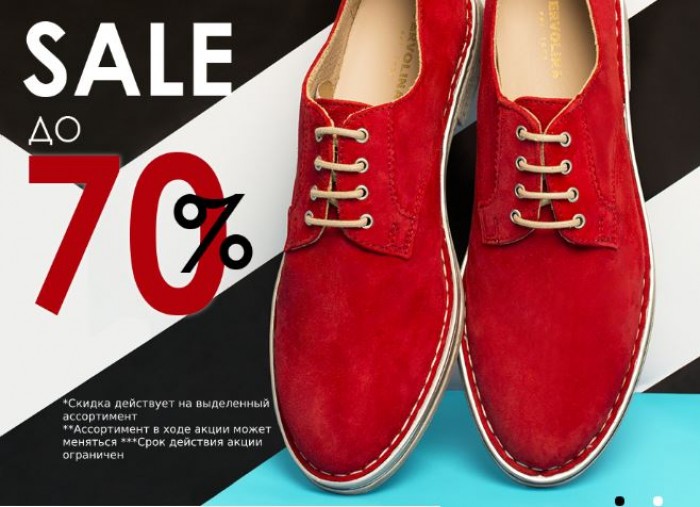 SALE
ДО
70%
*Скидка действует на выделенный
ассортимент
**Ассортимент в ходе акции может
меняться ***Срок действия акции
ограничен